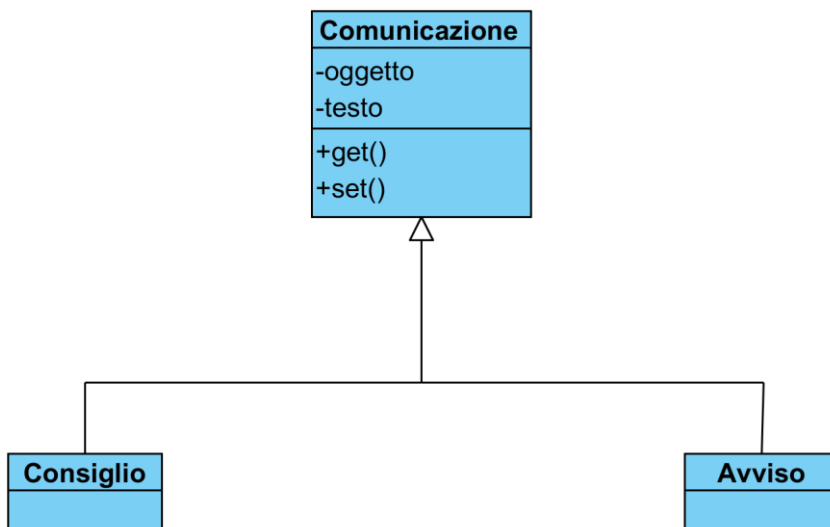 Comunicazione
-oggetto
-testo
+get()
+set()
Consiglio
Avviso